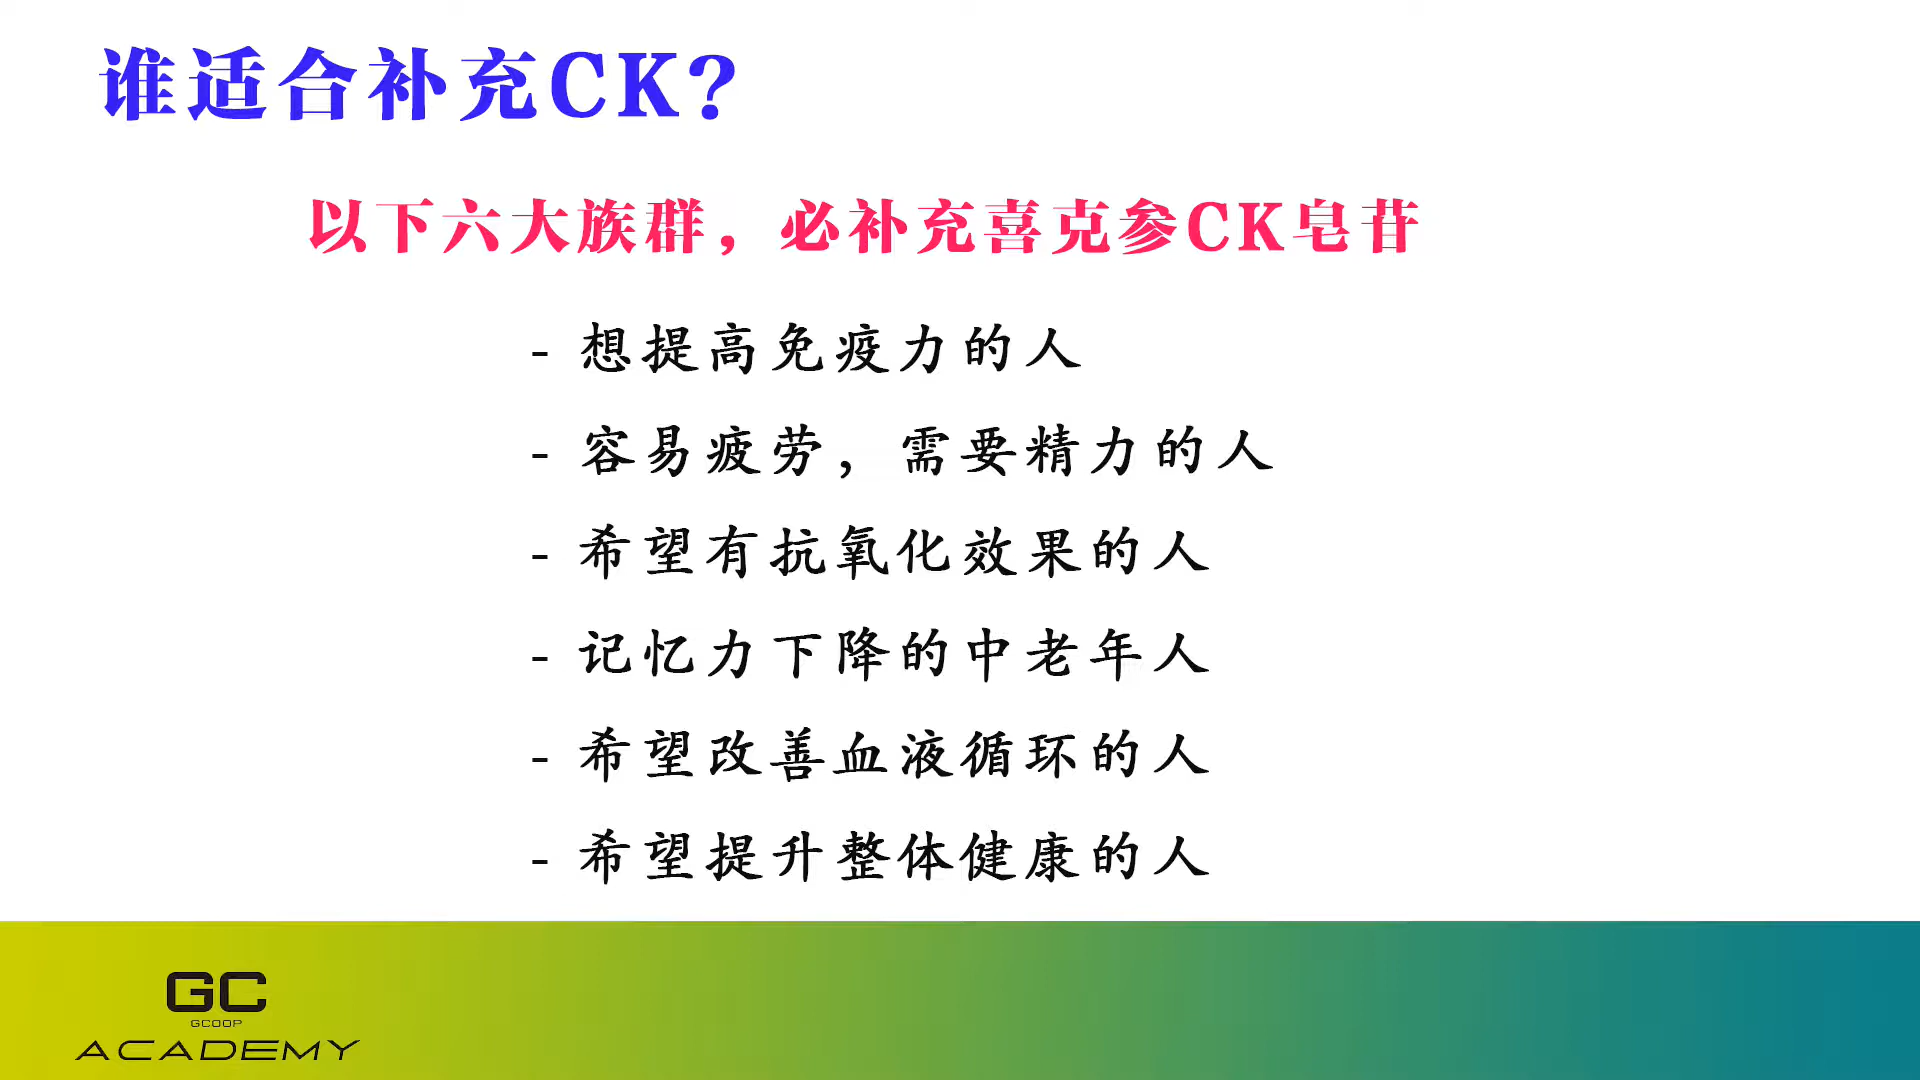 谁适合补充CK?
以下六大族群，必补充喜克参CK皂苷
- 想提高免疫力的人
- 容易疲劳，需要精力的人
- 希望有抗氧化效果的人
- 记忆力下降的中老年人
- 希望改善血液循环的人
- 希望提升整体健康的人
GC
GCOOP
ACADEMY